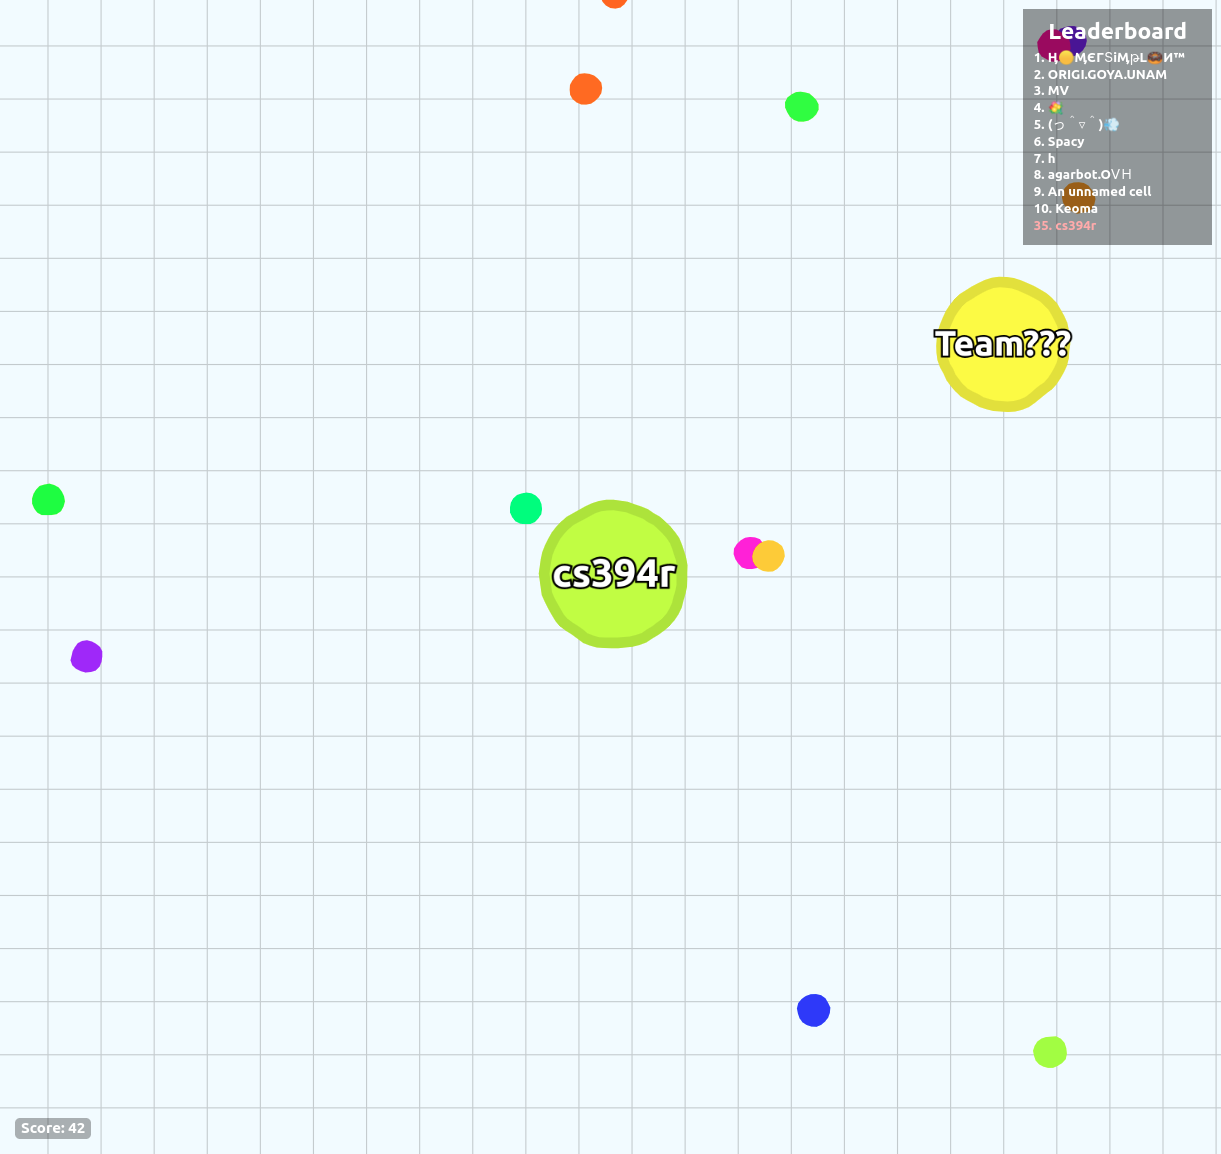 Leaderboard
1. Ң🟡ӍЄГЅіӍϼL🍩И™
2. ORIGI.GOYA.UNAM
3. MV
4.
5. (っ＾▿＾)💨
6. Spacy
7. h
8. agarbot.OVH
9. An unnamed cell
10. Keoma
35. cs394r
Team???
cs394r
Score: 42